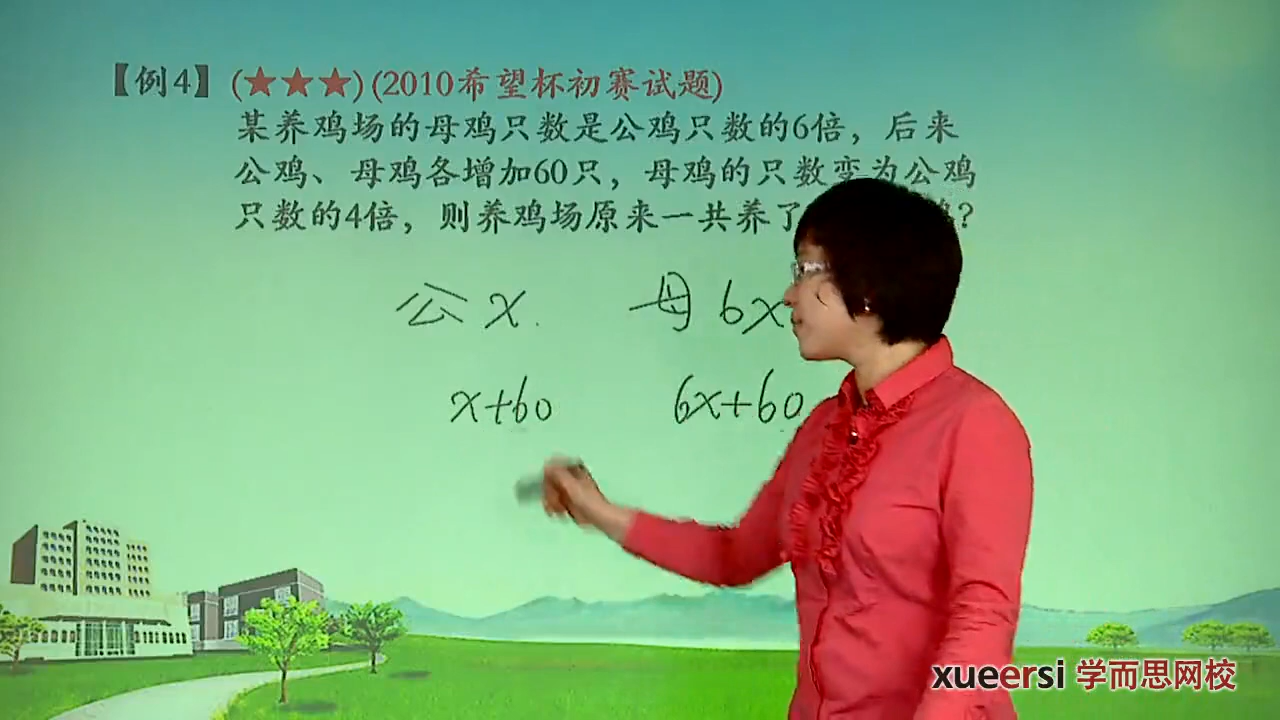 【例4】(★★★)(2010希望杯初赛试题)
某养鸡场的母鸡只数是公鸡只数的6倍，后来
公鸡、母鸡各增加60只，母鸡的只数变为公鸡
只数的4倍，则养鸡场原来一共养了鸡？
公 x. 母 6x
x+60 6x+60
xueersi 学而思网校